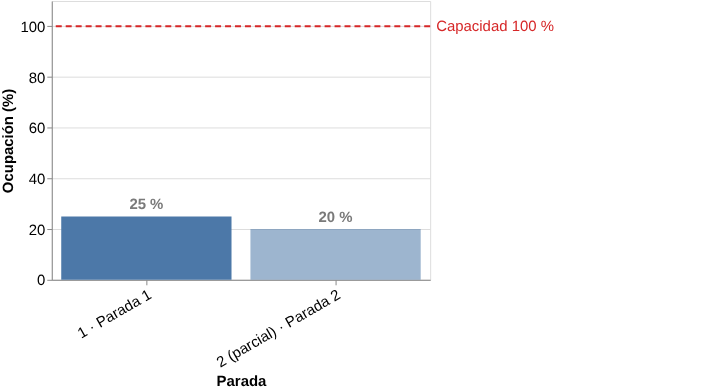 Capacidad 100 %
Ocupación (%)
100
80
60
40
20
0
25 %
20 %
1 · Parada 1
2 (parcial) · Parada 2
Parada